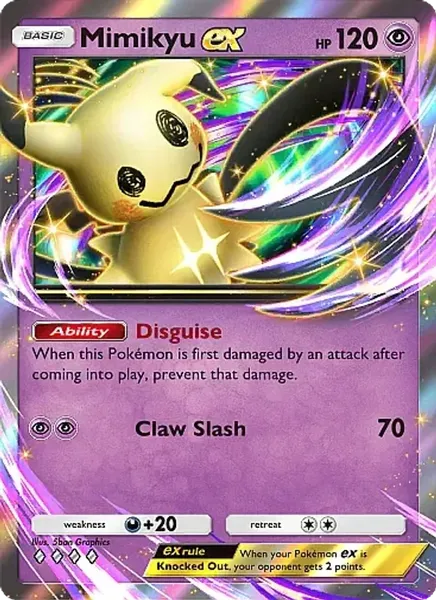 BASIC Mimikyu ex HP 120
Ability Disguise
When this Pokémon is first damaged by an attack after
coming into play, prevent that damage.
Claw Slash 70
weakness +20 retreat
Illus. 5ban Graphics
ex rule When your Pokémon ex is
Knocked Out, your opponent gets 2 points.